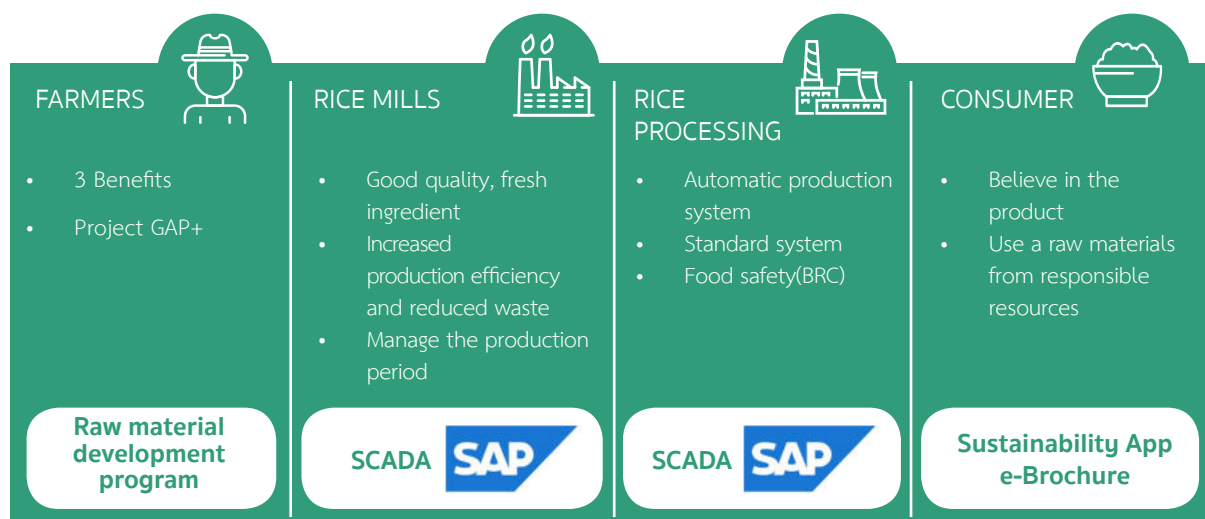 FARMERS
• 3 Benefits
• Project GAP+
Raw material
development
program
RICE MILLS
• Good quality, fresh
ingredient
• Increased
production efficiency
and reduced waste
• Manage the production
period
SCADA SAP
RICE
PROCESSING
• Automatic production
system
• Standard system
• Food safety(BRC)
SCADA SAP
CONSUMER
• Believe in the
product
• Use a raw materials
from responsible
resources
Sustainability App
e-Brochure